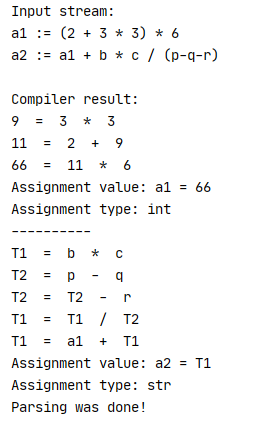 Input stream:
a1 := (2 + 3 * 3) * 6
a2 := a1 + b * c / (p-q-r)
Compiler result:
9  =  3  *  3
11  =  2  +  9
66  =  11  *  6
Assignment value: a1 = 66
Assignment type: int
----------
T1  =  b  *  c
T2  =  p  -  q
T2  =  T2  -  r
T1  =  T1  /  T2
T1  =  a1  +  T1
Assignment value: a2 = T1
Assignment type: str
Parsing was done!